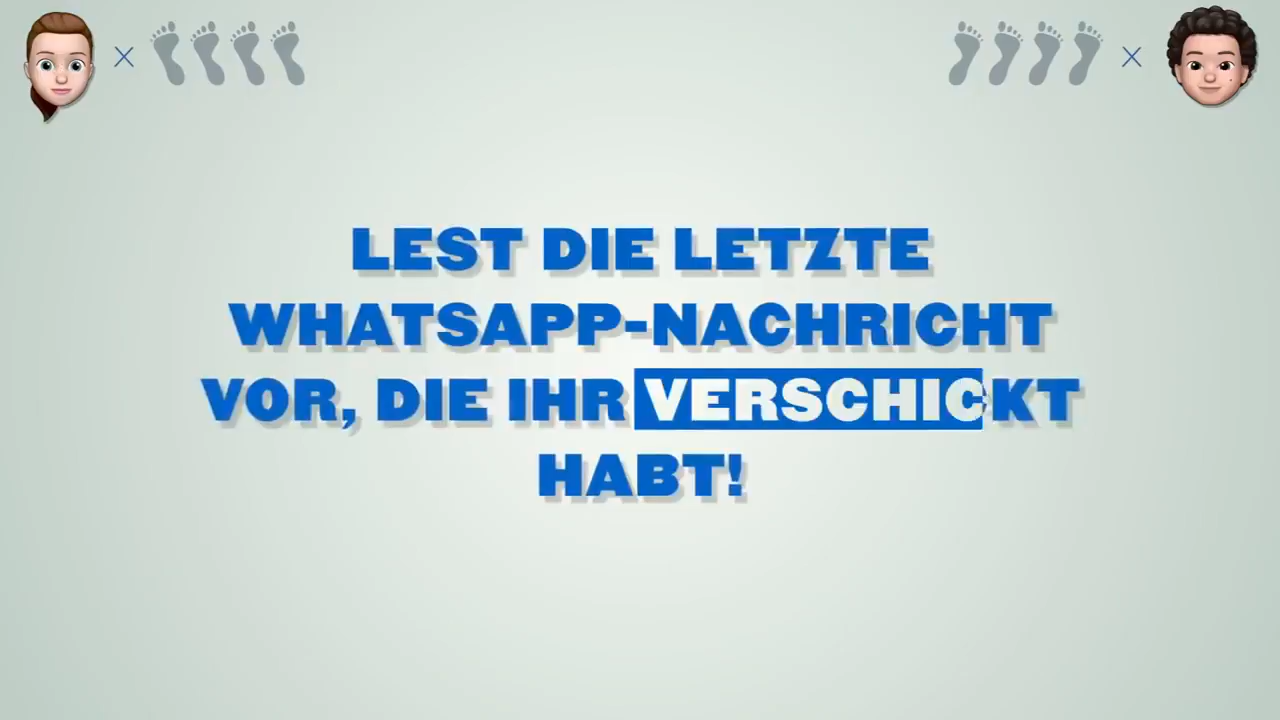 LEST DIE LETZTE
WHATSAPP-NACHRICHT
VOR, DIE IHR VERSCHICKT
HABT!